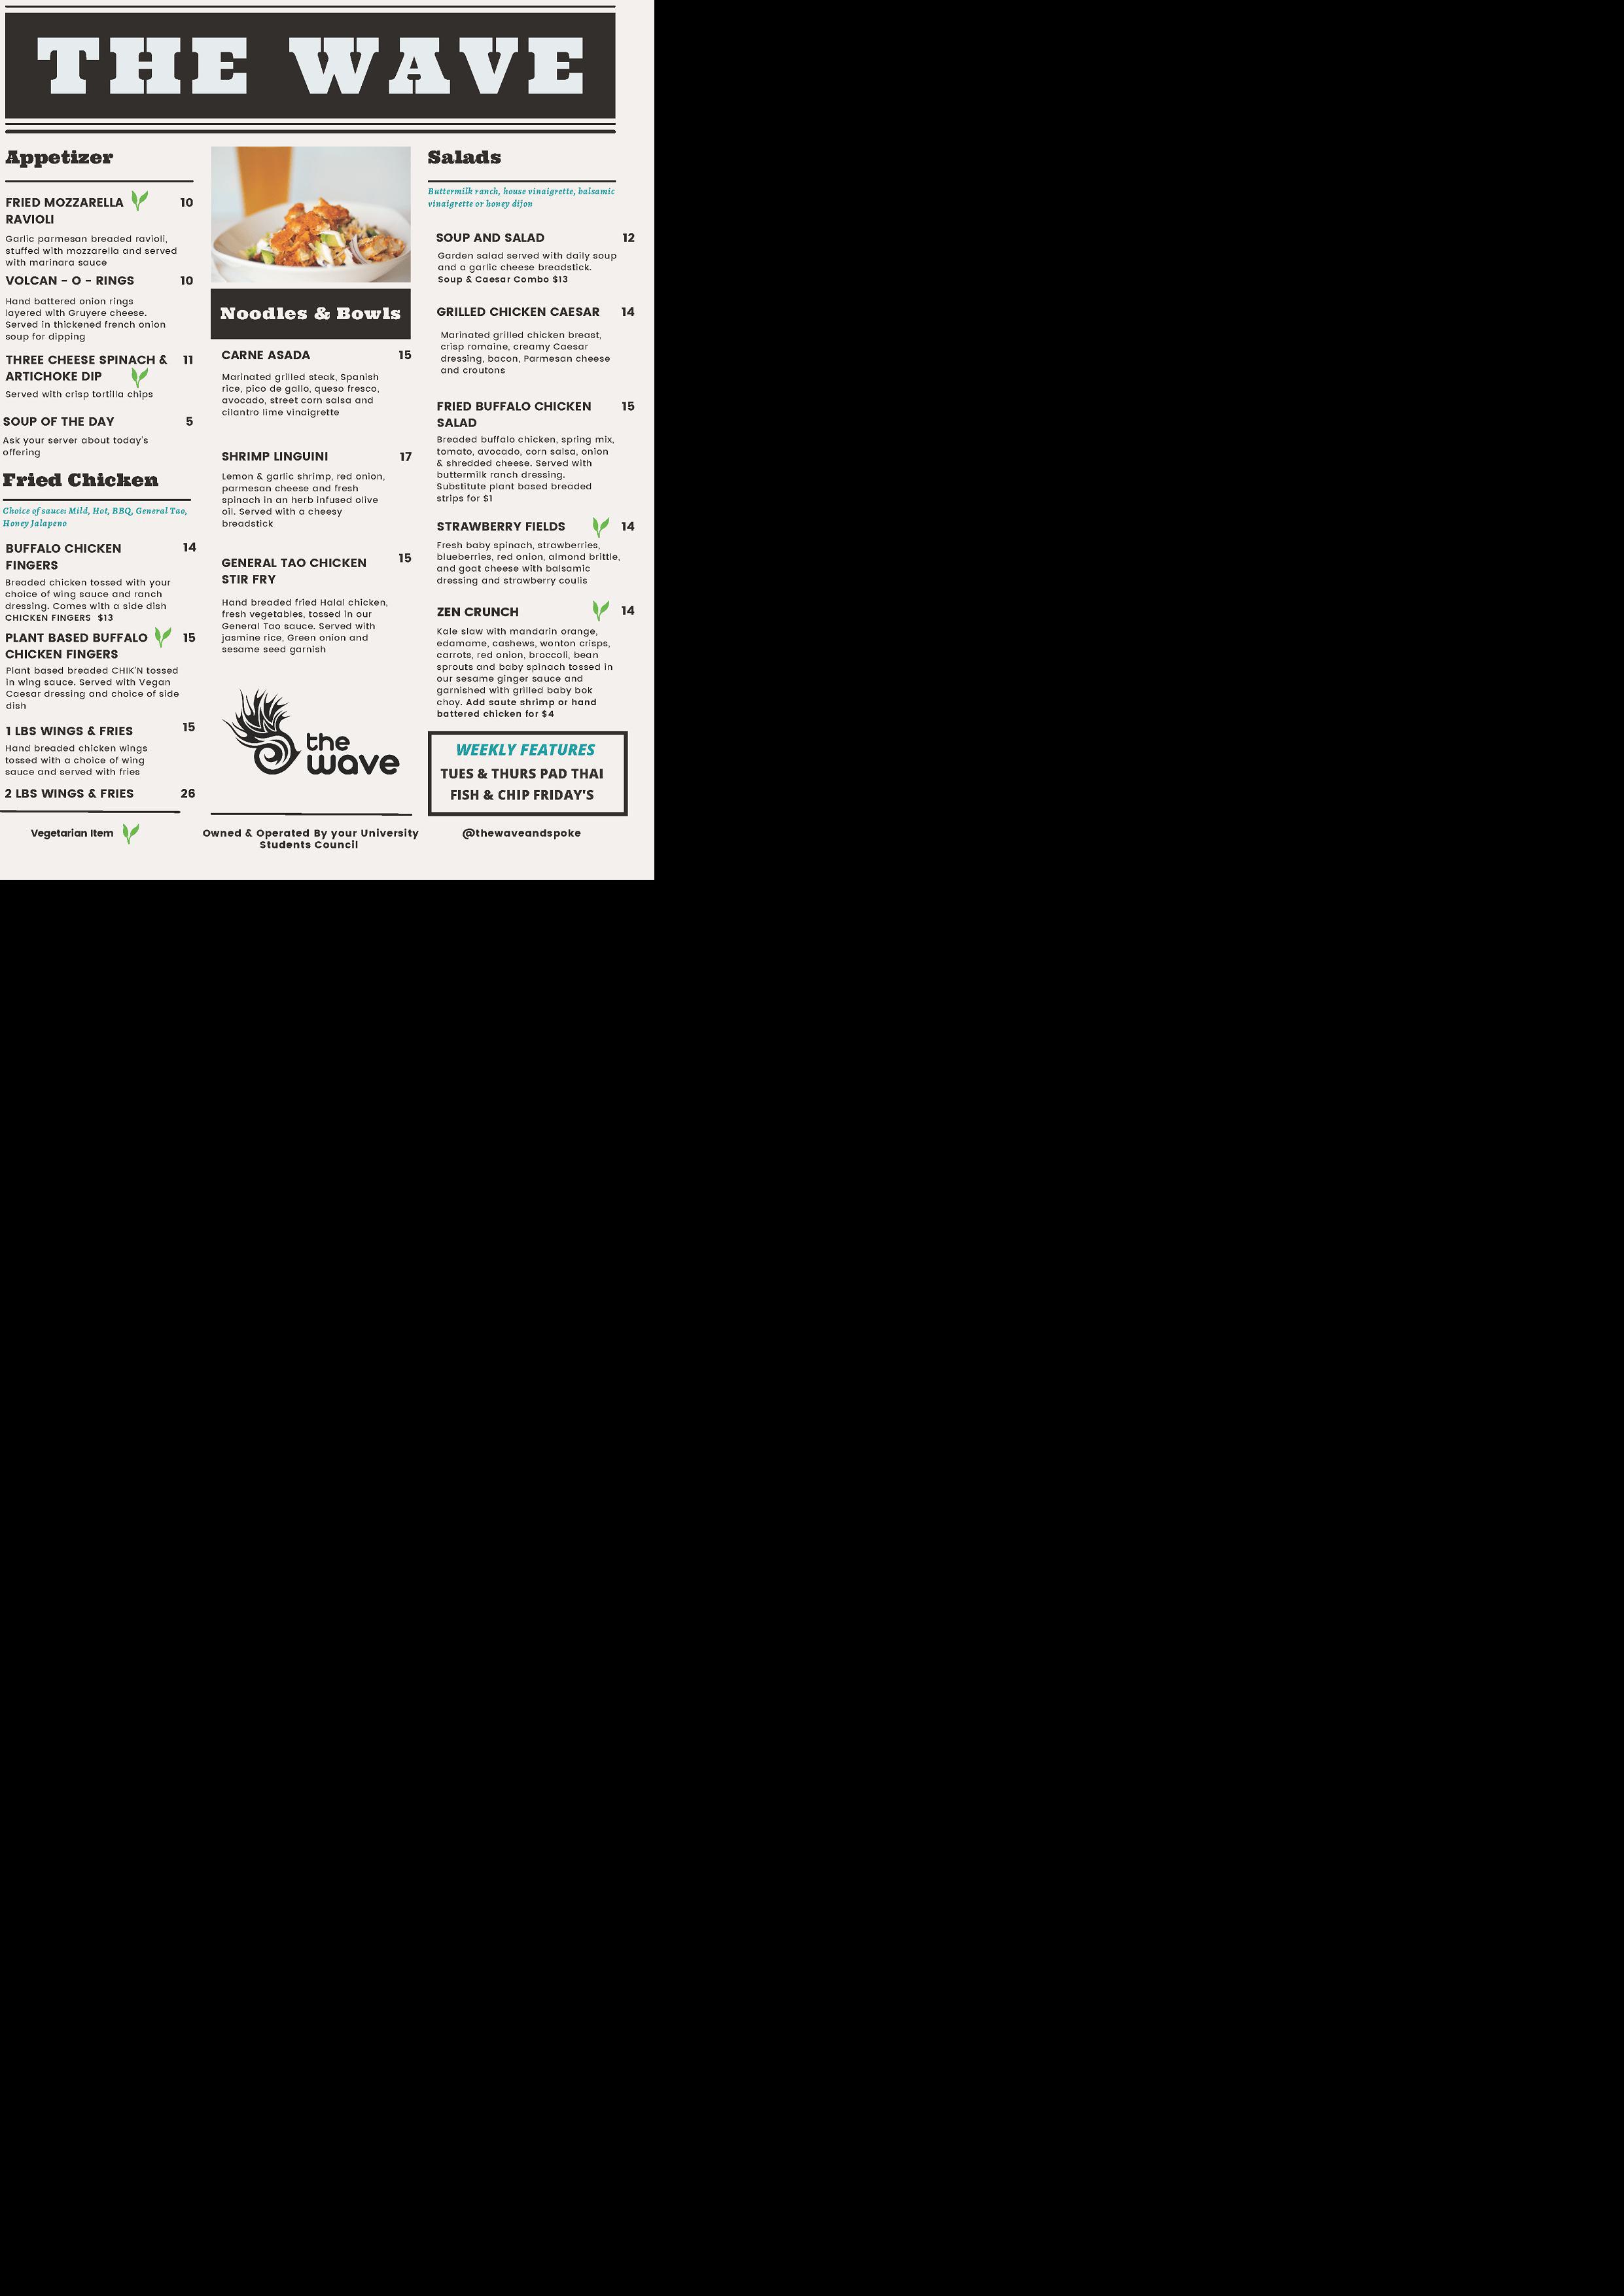 THE WAVE
Appetizer
FRIED MOZZARELLA
RAVIOLI
10
Garlic parmesan breaded ravioli,
stuffed with mozzarella and served
with marinara sauce
VOLCAN - O - RINGS 10
Hand battered onion rings
layered with Gruyere cheese.
Served in thickened french onion
soup for dipping
THREE CHEESE SPINACH &
ARTICHOKE DIP
11
Served with crisp tortilla chips
SOUP OF THE DAY 5
Ask your server about today's
offering
Fried Chicken
Choice of sauce: Mild, Hot, BBQ, General Tao,
Honey Jalapeno
BUFFALO CHICKEN
FINGERS
14
Breaded chicken tossed with your
choice of wing sauce and ranch
dressing. Comes with a side dish
CHICKEN FINGERS $13
PLANT BASED BUFFALO
CHICKEN FINGERS
15
Plant based breaded CHIK'N tossed
in wing sauce. Served with Vegan
Caesar dressing and choice of side
dish
1 LBS WINGS & FRIES 15
Hand breaded chicken wings
tossed with a choice of wing
sauce and served with fries
2 LBS WINGS & FRIES 26
Vegetarian Item
Noodles & Bowls
CARNE ASADA 15
Marinated grilled steak, Spanish
rice, pico de gallo, queso fresco,
avocado, street corn salsa and
cilantro lime vinaigrette
SHRIMP LINGUINI 17
Lemon & garlic shrimp, red onion,
parmesan cheese and fresh
spinach in an herb infused olive
oil. Served with a cheesy
breadstick
GENERAL TAO CHICKEN
STIR FRY
15
Hand breaded fried Halal chicken,
fresh vegetables, tossed in our
General Tao sauce. Served with
jasmine rice, Green onion and
sesame seed garnish
the
wave
Owned & Operated By your University
Students Council
Salads
Buttermilk ranch, house vinaigrette, balsamic
vinaigrette or honey dijon
SOUP AND SALAD 12
Garden salad served with daily soup
and a garlic cheese breadstick.
Soup & Caesar Combo $13
GRILLED CHICKEN CAESAR 14
Marinated grilled chicken breast,
crisp romaine, creamy Caesar
dressing, bacon, Parmesan cheese
and croutons
FRIED BUFFALO CHICKEN
SALAD
15
Breaded buffalo chicken, spring mix,
tomato, avocado, corn salsa, onion
& shredded cheese. Served with
buttermilk ranch dressing.
Substitute plant based breaded
strips for $1
STRAWBERRY FIELDS 14
Fresh baby spinach, strawberries,
blueberries, red onion, almond brittle,
and goat cheese with balsamic
dressing and strawberry coulis
ZEN CRUNCH 14
Kale slaw with mandarin orange,
edamame, cashews, wonton crisps,
carrots, red onion, broccoli, bean
sprouts and baby spinach tossed in
our sesame ginger sauce and
garnished with grilled baby bok
choy. Add saute shrimp or hand
battered chicken for $4
WEEKLY FEATURES
TUES & THURS PAD THAI
FISH & CHIP FRIDAY'S
@thewaveandspoke